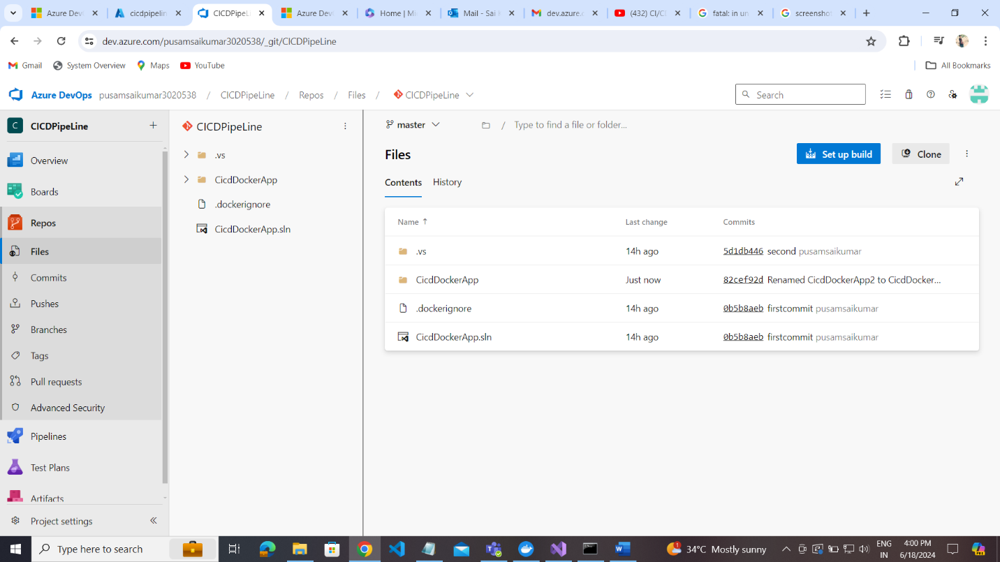 Azure Dev
cicdpipelin
CICDPipeL
Azure Dev
Home | Mi
Mail - Sai
dev.azure.c
(432) CI/C
fatal: in un
screenshot
dev.azure.com/pusamsaikumar3020538/_git/CICDPipeLine
Gmail
System Overview
Maps
YouTube
All Bookmarks
Azure DevOps
pusamsaikumar3020538
/
CICDPipeLine
/
Repos
/
Files
/
CICDPipeLine
Search
C
CICDPipeLine
Overview
Boards
Repos
Files
Commits
Pushes
Branches
Tags
Pull requests
Advanced Security
Pipelines
Test Plans
Artifacts
Project settings
CICDPipeLine
.vs
CicdDockerApp
.dockerignore
CicdDockerApp.sln
master
/
Type to find a file or folder...
Files
Set up build
Clone
Contents
History
Name
Last change
Commits
.vs
14h ago
5d1db446 second pusamsaikumar
CicdDockerApp
Just now
82cef92d Renamed CicdDockerApp2 to CicdDocker...
.dockerignore
14h ago
0b5b8aeb firstcommit pusamsaikumar
CicdDockerApp.sln
14h ago
0b5b8aeb firstcommit pusamsaikumar
Type here to search
1
34°C Mostly sunny
ENG
IN
4:00 PM
6/18/2024